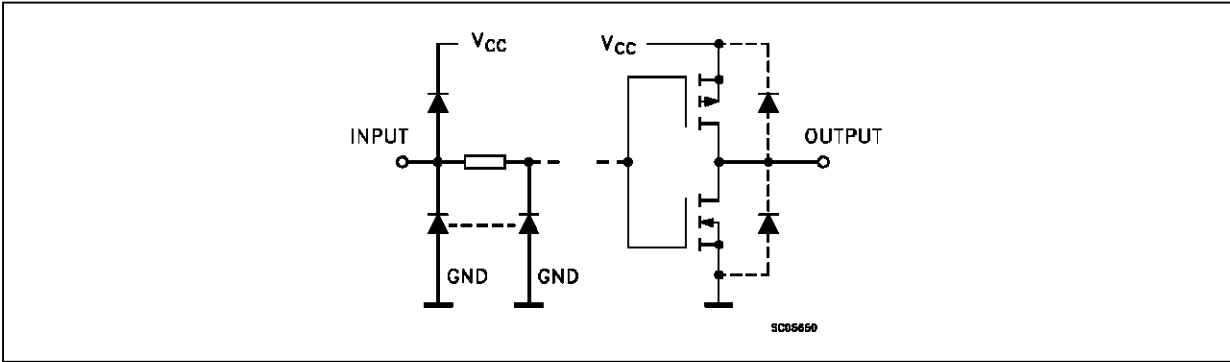 VCC
VCC
INPUT
OUTPUT
GND
GND
SC05650